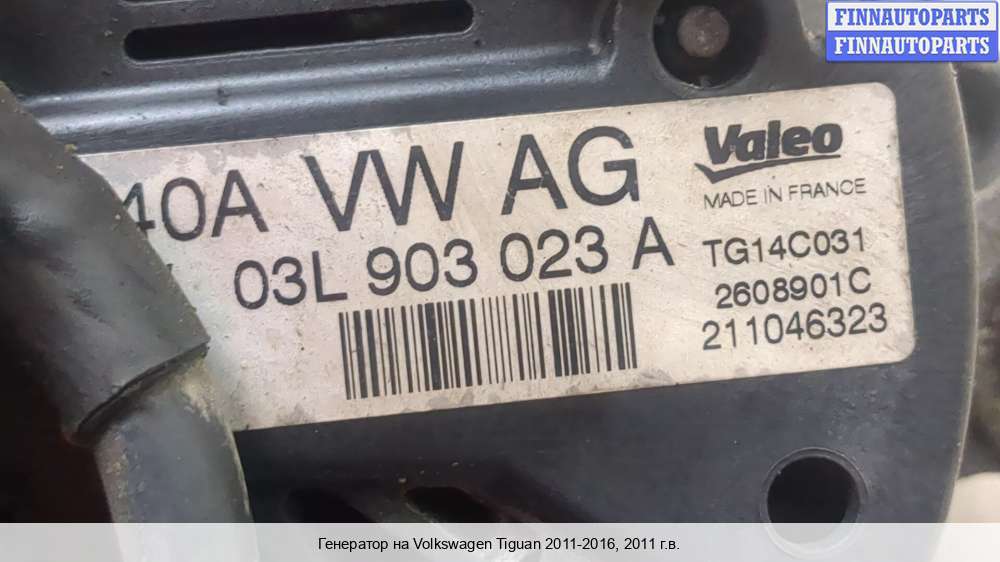 FINNAUTOPARTS
FINNAUTOPARTS
40A VW AG
03L 903 023 A
Valeo
MADE IN FRANCE
TG14C031
2608901C
211046323
Генератор на Volkswagen Tiguan 2011-2016, 2011 г.в.